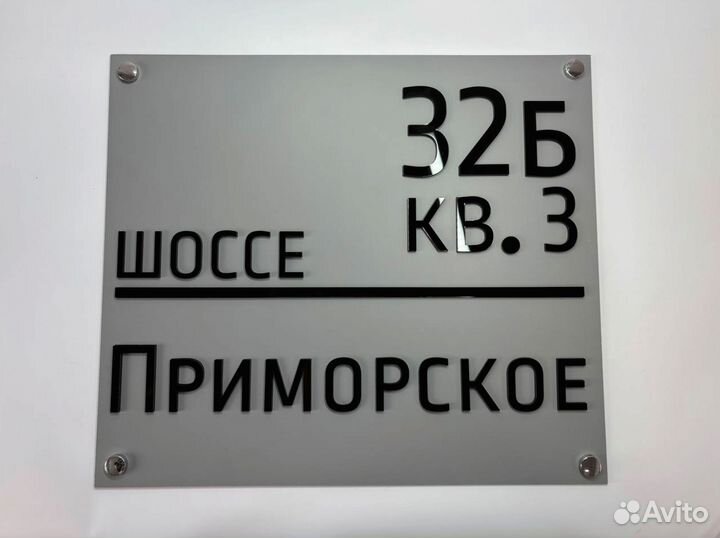 32Б
кв. 3
шоссе
Приморское
Avito